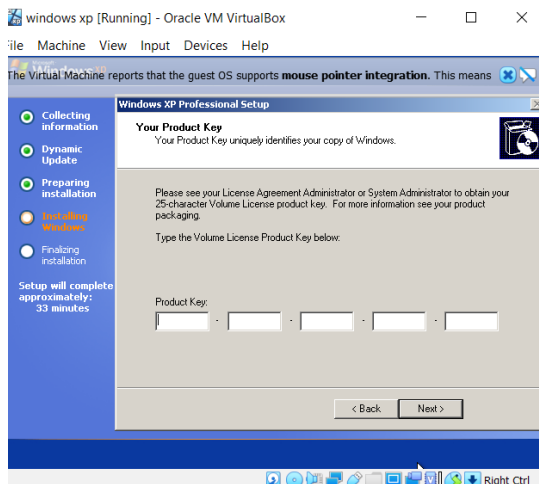 windows xp [Running] - Oracle VM VirtualBox
File Machine View Input Devices Help
The Virtual Machine reports that the guest OS supports mouse pointer integration. This means
Windows XP Professional Setup
Collecting
information
Dynamic
Update
Preparing
installation
Installing
Windows
Finalizing
installation
Setup will complete
approximately:
33 minutes
Your Product Key
Your Product Key uniquely identifies your copy of Windows.
Please see your License Agreement Administrator or System Administrator to obtain your
25-character Volume License product key. For more information see your product
packaging.
Type the Volume License Product Key below:
Product Key:
- - - -
< Back Next >
Right Ctrl